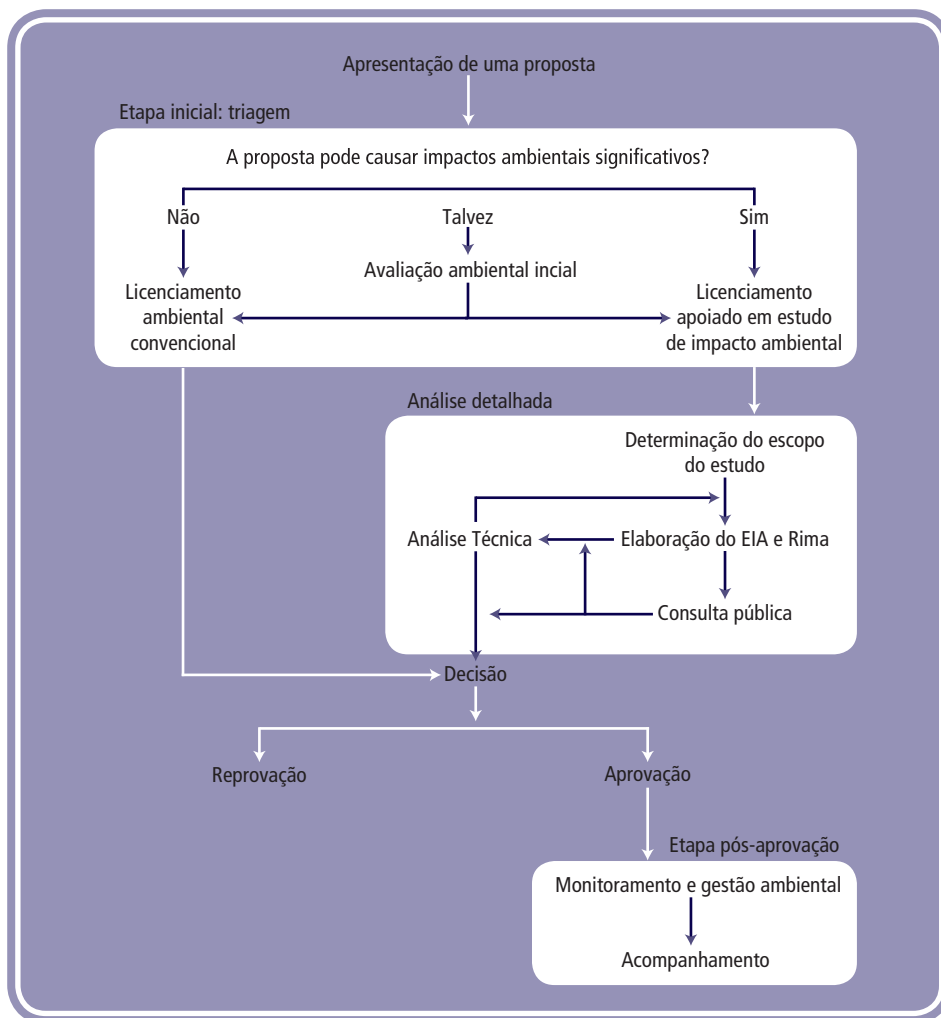 Apresentação de uma proposta
Etapa inicial: triagem
A proposta pode causar impactos ambientais significativos?
Não
Talvez
Sim
Avaliação ambiental incial
Licenciamento
ambiental
convencional
Licenciamento
apoiado em estudo
de impacto ambiental
Análise detalhada
Determinação do escopo
do estudo
Análise Técnica
Elaboração do EIA e Rima
Consulta pública
Decisão
Reprovação
Aprovação
Etapa pós-aprovação
Monitoramento e gestão ambiental
Acompanhamento